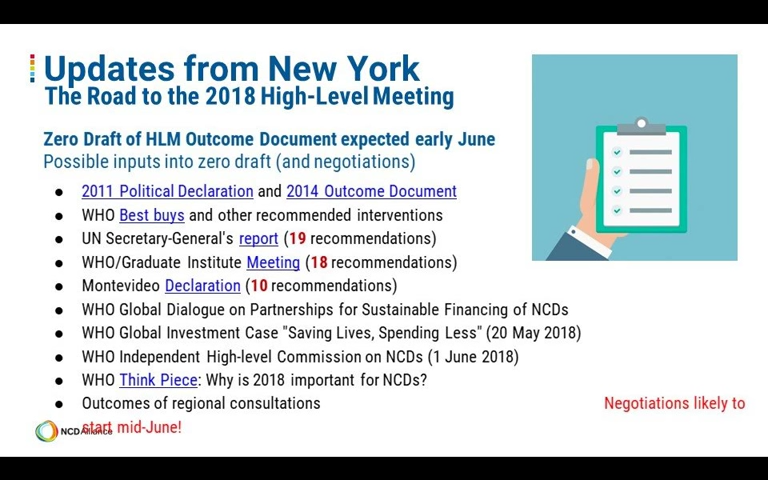 Updates from New York
The Road to the 2018 High-Level Meeting
Zero Draft of HLM Outcome Document expected early June
Possible inputs into zero draft (and negotiations)
● 2011 Political Declaration and 2014 Outcome Document
● WHO Best buys and other recommended interventions
● UN Secretary-General's report (19 recommendations)
● WHO/Graduate Institute Meeting (18 recommendations)
● Montevideo Declaration (10 recommendations)
● WHO Global Dialogue on Partnerships for Sustainable Financing of NCDs
● WHO Global Investment Case "Saving Lives, Spending Less" (20 May 2018)
● WHO Independent High-level Commission on NCDs (1 June 2018)
● WHO Think Piece: Why is 2018 important for NCDs?
● Outcomes of regional consultations Negotiations likely to
start mid-June!
NCD Alliance